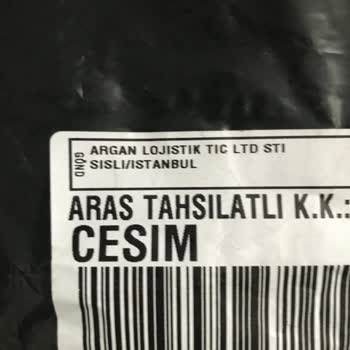 GÖND
ARGAN LOJISTIK TIC LTD STI
SISLI/ISTANBUL
ARAS TAHSILATLI K.K.:
CESIM